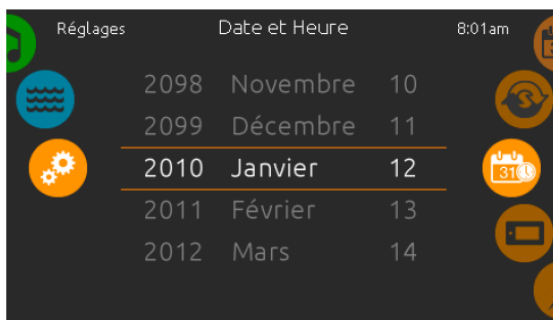 Réglages Date et Heure 8:01am
2098 Novembre 10
2099 Décembre 11
2010 Janvier 12
31
2011 Février 13
2012 Mars 14